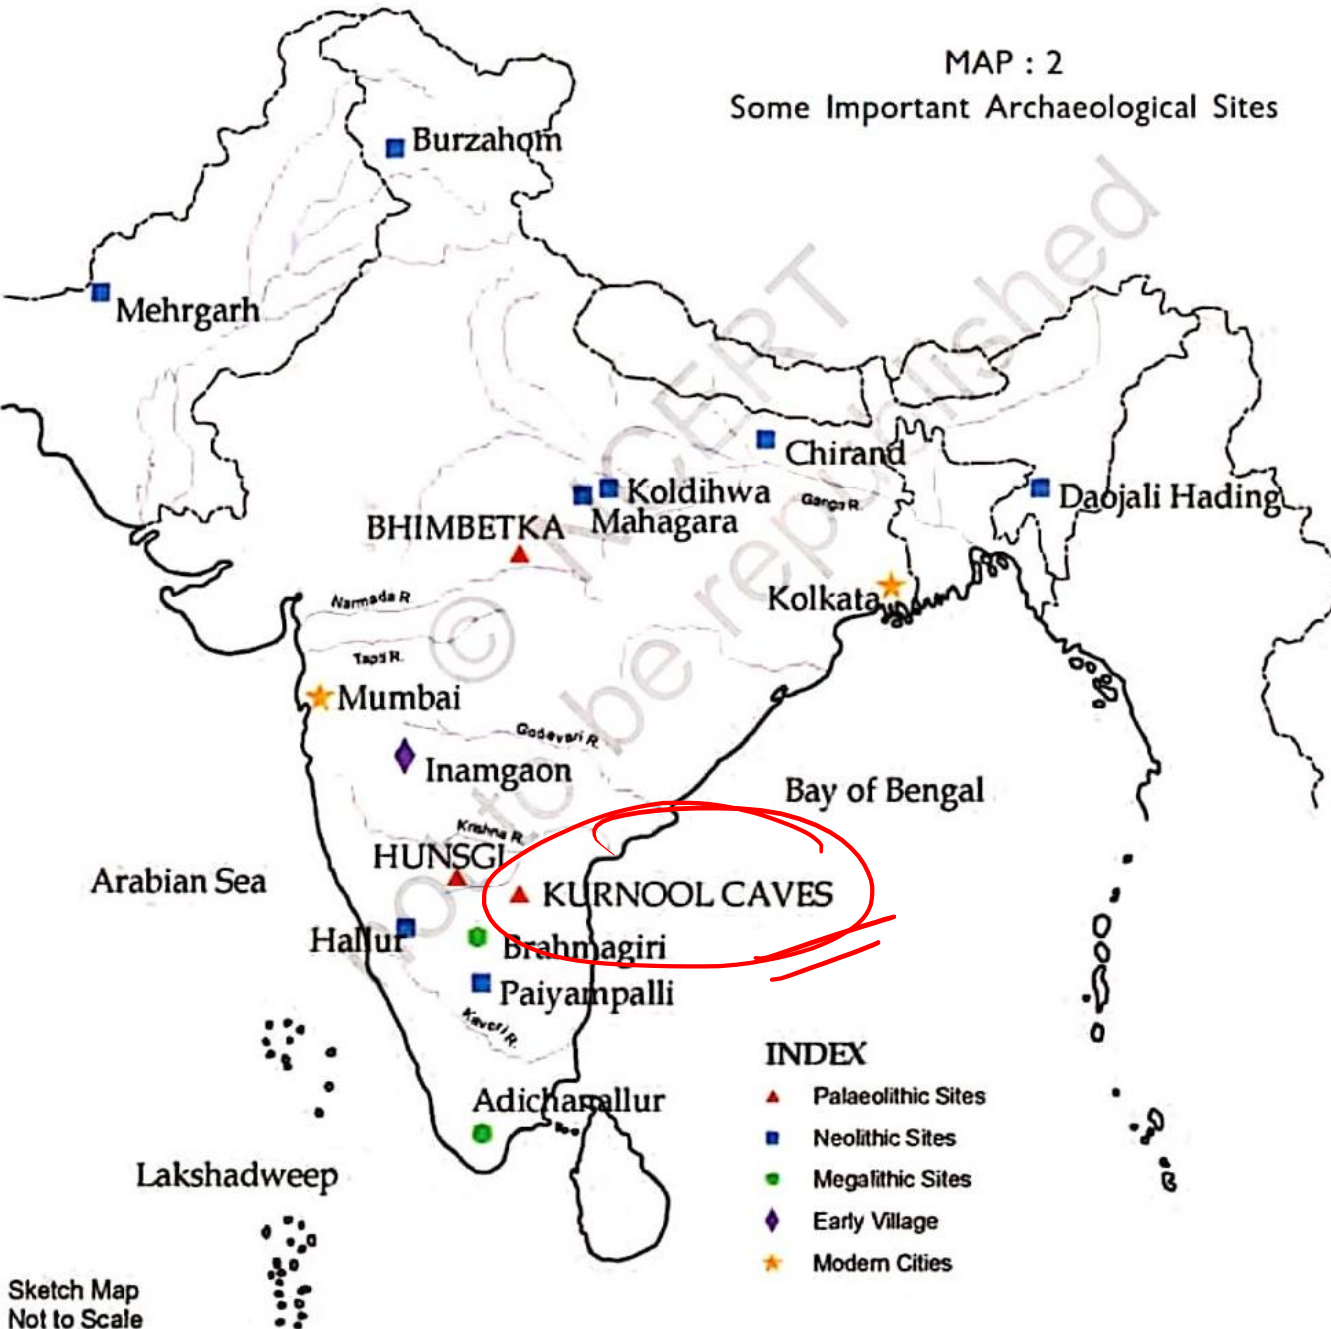 MAP : 2
Some Important Archaeological Sites
Burzahom
Mehrgarh
Chirand
Koldihwa
Mahagara
Ganga R.
Daojali Hading
BHIMBETKA
Kolkata
Narmada R.
Tapti R.
Mumbai
Godavari R.
Inamgaon
Bay of Bengal
Krishna R.
HUNSGI
KURNOOL CAVES
Arabian Sea
Hallur
Brahmagiri
Paiyampalli
Kaveri R.
Adichanallur
Lakshadweep
INDEX
Palaeolithic Sites
Neolithic Sites
Megalithic Sites
Early Village
Modern Cities
Sketch Map
Not to Scale
© NCERT
not to be republished